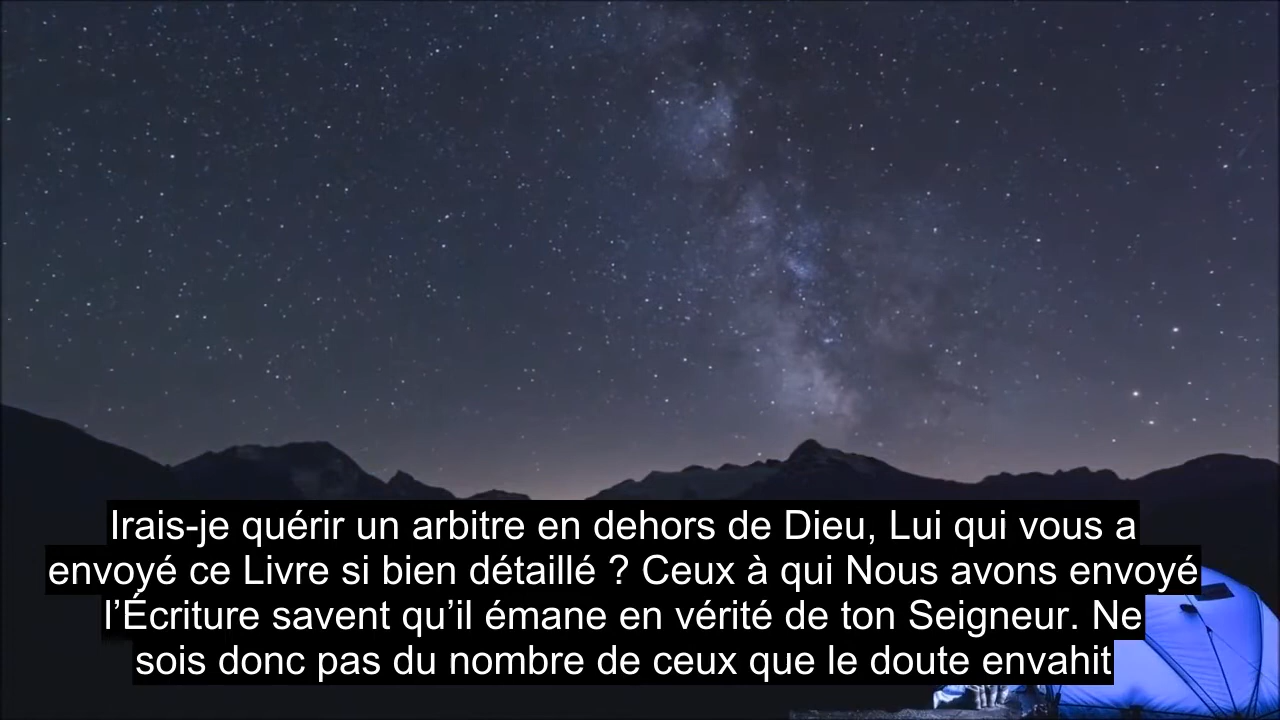 Irais-je quérir un arbitre en dehors de Dieu, Lui qui vous a
envoyé ce Livre si bien détaillé ? Ceux à qui Nous avons envoyé
l’Écriture savent qu’il émane en vérité de ton Seigneur. Ne
sois donc pas du nombre de ceux que le doute envahit